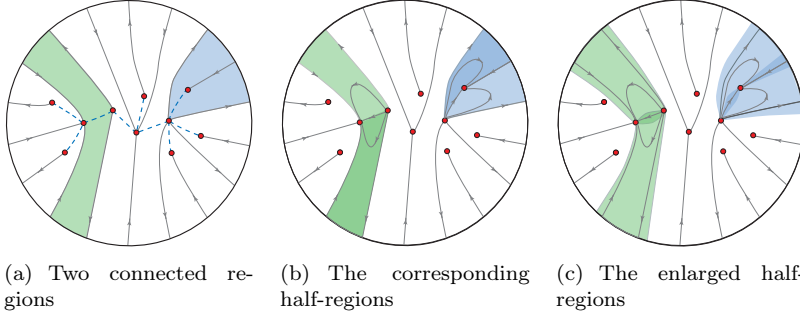 (a) Two connected re-
gions
(b) The corresponding
half-regions
(c) The enlarged half-
regions